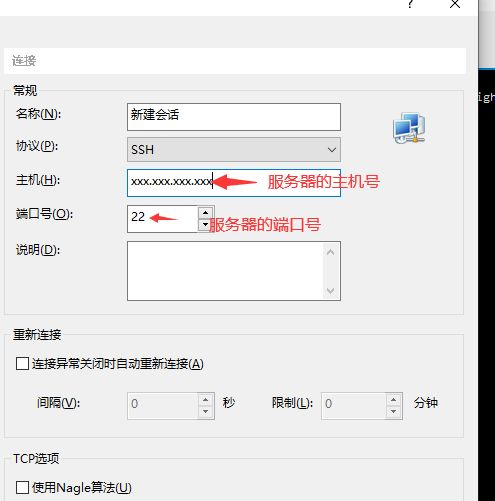 ?
连接
常规
名称(N):
新建会话
协议(P):
SSH
主机(H):
xxx.xxx.xxx.xxx
服务器的主机号
端口号(O):
22
服务器的端口号
说明(D):
重新连接
连接异常关闭时自动重新连接(A)
间隔(V):
0
秒
限制(L):
0
分钟
TCP选项
使用Nagle算法(U)